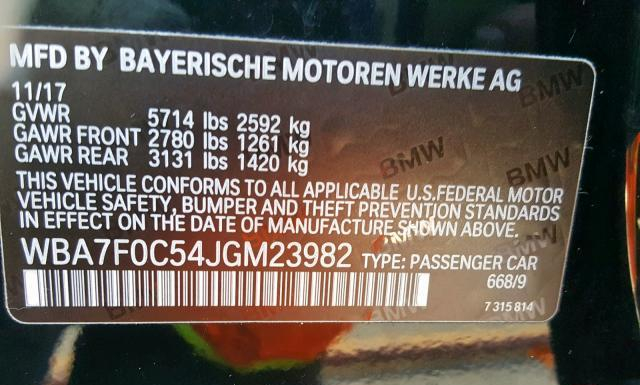 MFD BY BAYERISCHE MOTOREN WERKE AG
11/17
GVWR 5714 lbs 2592 kg
GAWR FRONT 2780 lbs 1261 kg
GAWR REAR 3131 lbs 1420 kg
THIS VEHICLE CONFORMS TO ALL APPLICABLE U.S.FEDERAL MOTOR
VEHICLE SAFETY, BUMPER AND THEFT PREVENTION STANDARDS
IN EFFECT ON THE DATE OF MANUFACTURE SHOWN ABOVE.
WBA7F0C54JGM23982 TYPE: PASSENGER CAR
668/9
7 315 814
BMW
BMW
BMW